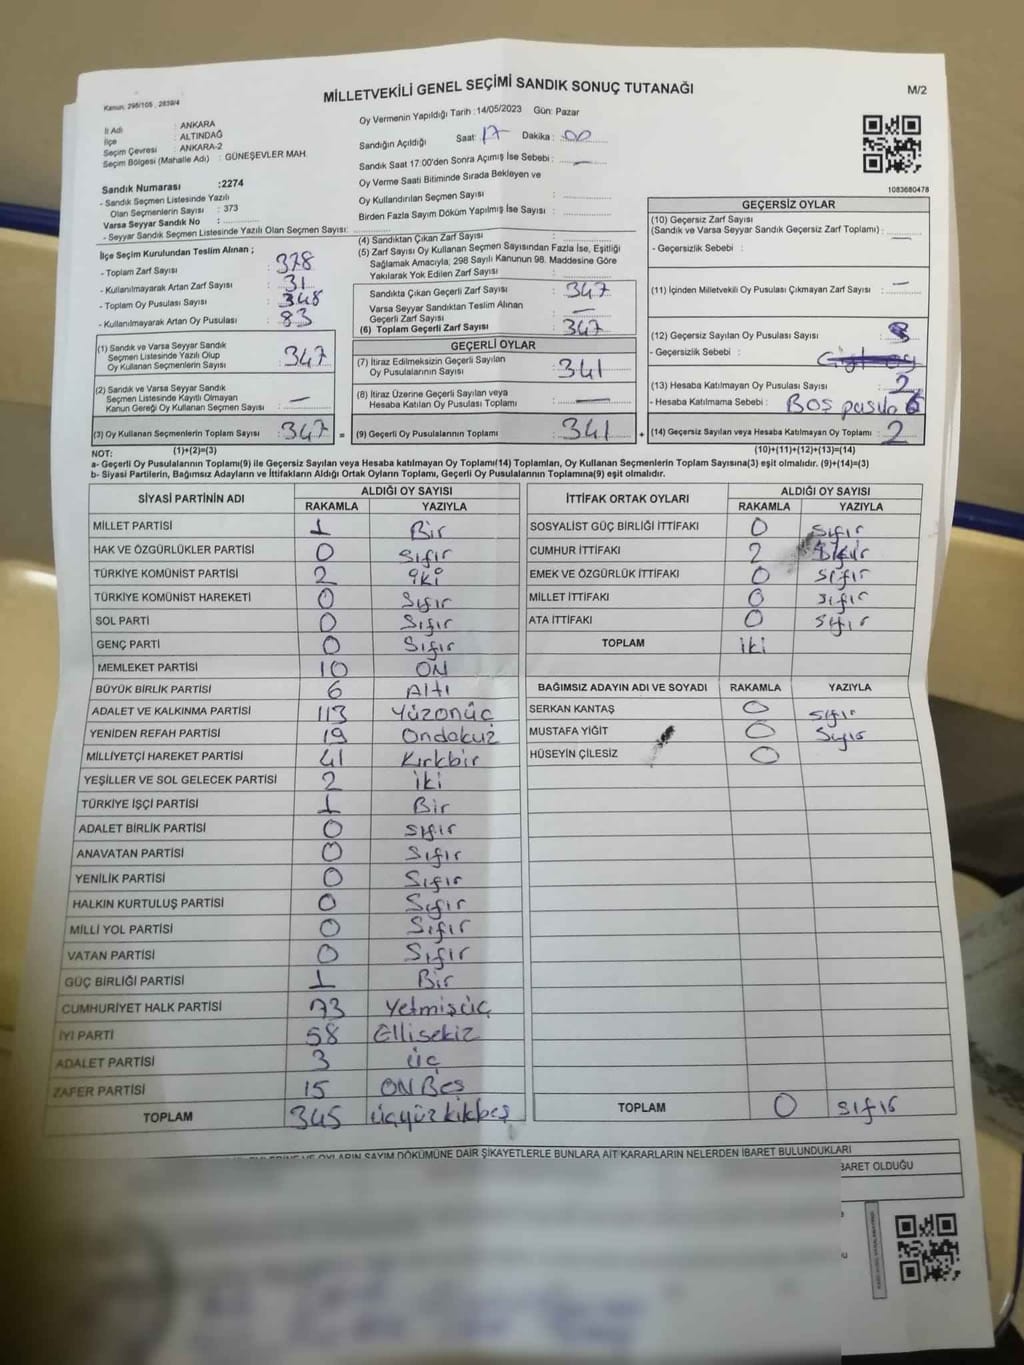 MİLLETVEKİLİ GENEL SEÇİMİ SANDIK SONUÇ TUTANAĞI
M/2
Kanun: 298/105 , 2839/4
İl Adı : ANKARA
İlçe : ALTINDAĞ
Seçim Çevresi : ANKARA-2
Seçim Bölgesi (Mahalle Adı) : GÜNEŞEVLER MAH
Oy Vermenin Yapıldığı Tarih :14/05/2023 Gün: Pazar
Sandığın Açıldığı Saat: 17 Dakika : 00
Sandık Saat 17:00'den Sonra Açımış İse Sebebi : —
Oy Verme Saati Bitiminde Sırada Bekleyen ve
Oy Kullandırılan Seçmen Sayısı :
Birden Fazla Sayım Döküm Yapılmış İse Sayısı :
1083680478
Sandık Numarası :2274
- Sandık Seçmen Listesinde Yazılı
Olan Seçmenlerin Sayısı : 373
Varsa Seyyar Sandık No :
- Seyyar Sandık Seçmen Listesinde Yazılı Olan Seçmen Sayısı:
İlçe Seçim Kurulundan Teslim Alınan ;
- Toplam Zarf Sayısı : 378
- Kullanılmayarak Artan Zarf Sayısı : 31
- Toplam Oy Pusulası Sayısı :
- Kullanılmayarak Artan Oy Pusulası : 83
(1) Sandık ve Varsa Seyyar Sandık
Seçmen Listesinde Yazılı Olup
Oy Kullanan Seçmenlerin Sayısı : 347
(2) Sandık ve Varsa Seyyar Sandık
Seçmen Listesinde Kayıtlı Olmayan
Kanun Gereği Oy Kullanan Seçmen Sayısı : —
(3) Oy Kullanan Seçmenlerin Toplam Sayısı : 347 =
(4) Sandıktan Çıkan Zarf Sayısı :
(5) Zarf Sayısı Oy Kullanan Seçmen Sayısından Fazla İse, Eşitliği
Sağlamak Amacıyla, 298 Sayılı Kanunun 98. Maddesine Göre
Yakılarak Yok Edilen Zarf Sayısı :
Sandıkta Çıkan Geçerli Zarf Sayısı : 347
Varsa Seyyar Sandıktan Teslim Alınan
Geçerli Zarf Sayısı : —
(6) Toplam Geçerli Zarf Sayısı : 347
GEÇERLİ OYLAR
(7) İtiraz Edilmeksizin Geçerli Sayılan
Oy Pusulalarının Sayısı : 341
(8) İtiraz Üzerine Geçerli Sayılan veya
Hesaba Katılan Oy Pusulası Toplamı : —
(9) Geçerli Oy Pusulalarının Toplamı : 341 +
GEÇERSİZ OYLAR
(10) Geçersiz Zarf Sayısı
(Sandık ve Varsa Seyyar Sandık Geçersiz Zarf Toplamı) : —
- Geçersizlik Sebebi :
(11) İçinden Milletvekili Oy Pusulası Çıkmayan Zarf Sayısı : —
(12) Geçersiz Sayılan Oy Pusulası Sayısı :
- Geçersizlik Sebebi :
(13) Hesaba Katılmayan Oy Pusulası Sayısı : 2
- Hesaba Katılmama Sebebi : Boş pusula
(14) Geçersiz Sayılan veya Hesaba Katılmayan Oy Toplamı : 2
NOT: (1)+(2)=(3) (10)+(11)+(12)+(13)=(14)
a- Geçerli Oy Pusulalarının Toplamı(9) ile Geçersiz Sayılan veya Hesaba katılmayan Oy Toplamı(14) Toplamları, Oy Kullanan Seçmenlerin Toplam Sayısına(3) eşit olmalıdır. (9)+(14)=(3)
b- Siyasi Partilerin, Bağımsız Adayların ve İttifakların Aldığı Ortak Oyların Toplamı, Geçerli Oy Pusulalarının Toplamına(9) eşit olmalıdır.
SİYASİ PARTİNİN ADI ALDIĞI OY SAYISI
RAKAMLA YAZIYLA
MİLLET PARTİSİ 1 Bir
HAK VE ÖZGÜRLÜKLER PARTİSİ 0 Sıfır
TÜRKİYE KOMÜNİST PARTİSİ 2 iki
TÜRKİYE KOMÜNİST HAREKETİ 0 Sıfır
SOL PARTİ 0 Sıfır
GENÇ PARTİ 0 Sıfır
MEMLEKET PARTİSİ 10 ON
BÜYÜK BİRLİK PARTİSİ 6 Altı
ADALET VE KALKINMA PARTİSİ 113 Yüzonüç
YENİDEN REFAH PARTİSİ 19 Ondokuz
MİLLİYETÇİ HAREKET PARTİSİ 41 Kırkbir
YEŞİLLER VE SOL GELECEK PARTİSİ 2 iki
TÜRKİYE İŞÇİ PARTİSİ 1 Bir
ADALET BİRLİK PARTİSİ 0 sıfır
ANAVATAN PARTİSİ 0 Sıfır
YENİLİK PARTİSİ 0 Sıfır
HALKIN KURTULUŞ PARTİSİ 0 Sıfır
MİLLİ YOL PARTİSİ 0 Sıfır
VATAN PARTİSİ 0 Sıfır
GÜÇ BİRLİĞİ PARTİSİ 1 Bir
CUMHURİYET HALK PARTİSİ 73 Yetmişüç
İYİ PARTİ 58 Ellisekiz
ADALET PARTİSİ 3 üç
ZAFER PARTİSİ 15 ONBeş
TOPLAM 345 üçyüzkıkbeş
İTTİFAK ORTAK OYLARI ALDIĞI OY SAYISI
RAKAMLA YAZIYLA
SOSYALİST GÜÇ BİRLİĞİ İTTİFAKI 0 Sıfır
CUMHUR İTTİFAKI 2
EMEK VE ÖZGÜRLÜK İTTİFAKI 0 sıfır
MİLLET İTTİFAKI 0 sıfır
ATA İTTİFAKI 0 sıfır
TOPLAM iki
BAĞIMSIZ ADAYIN ADI VE SOYADI RAKAMLA YAZIYLA
SERKAN KANTAŞ 0 sıfır
MUSTAFA YİĞİT 0 Sıfır
HÜSEYİN ÇİLESİZ 0
TOPLAM 0 sıfır
OYLARIN SAYIM DÖKÜMÜNE DAİR ŞİKAYETLERLE BUNLARA AİT KARARLARIN NELERDEN İBARET BULUNDUKLARI
BARET OLDUĞU